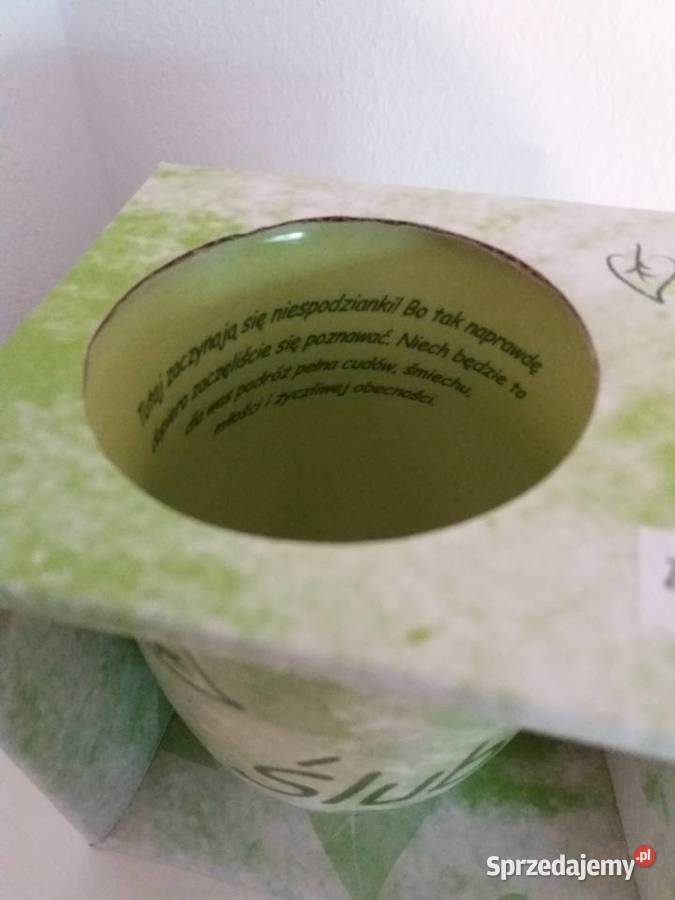 Tutaj zaczynają się niespodzianki! Bo tak naprawdę
dopiero zaczęliście się poznawać. Niech będzie to
dla was podróż pełna cudów, śmiechu,
miłości i życzliwej obecności.
Ślub
Sprzedajemy.pl